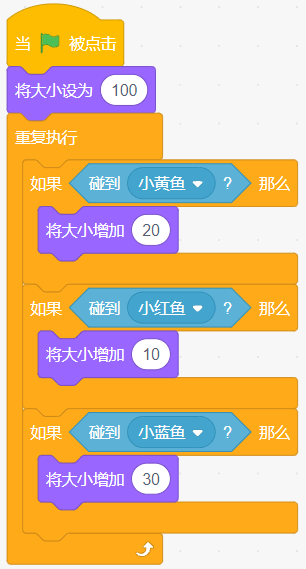 当 被点击
将大小设为 100
重复执行
如果 碰到 小黄鱼 ? 那么
将大小增加 20
如果 碰到 小红鱼 ? 那么
将大小增加 10
如果 碰到 小蓝鱼 ? 那么
将大小增加 30